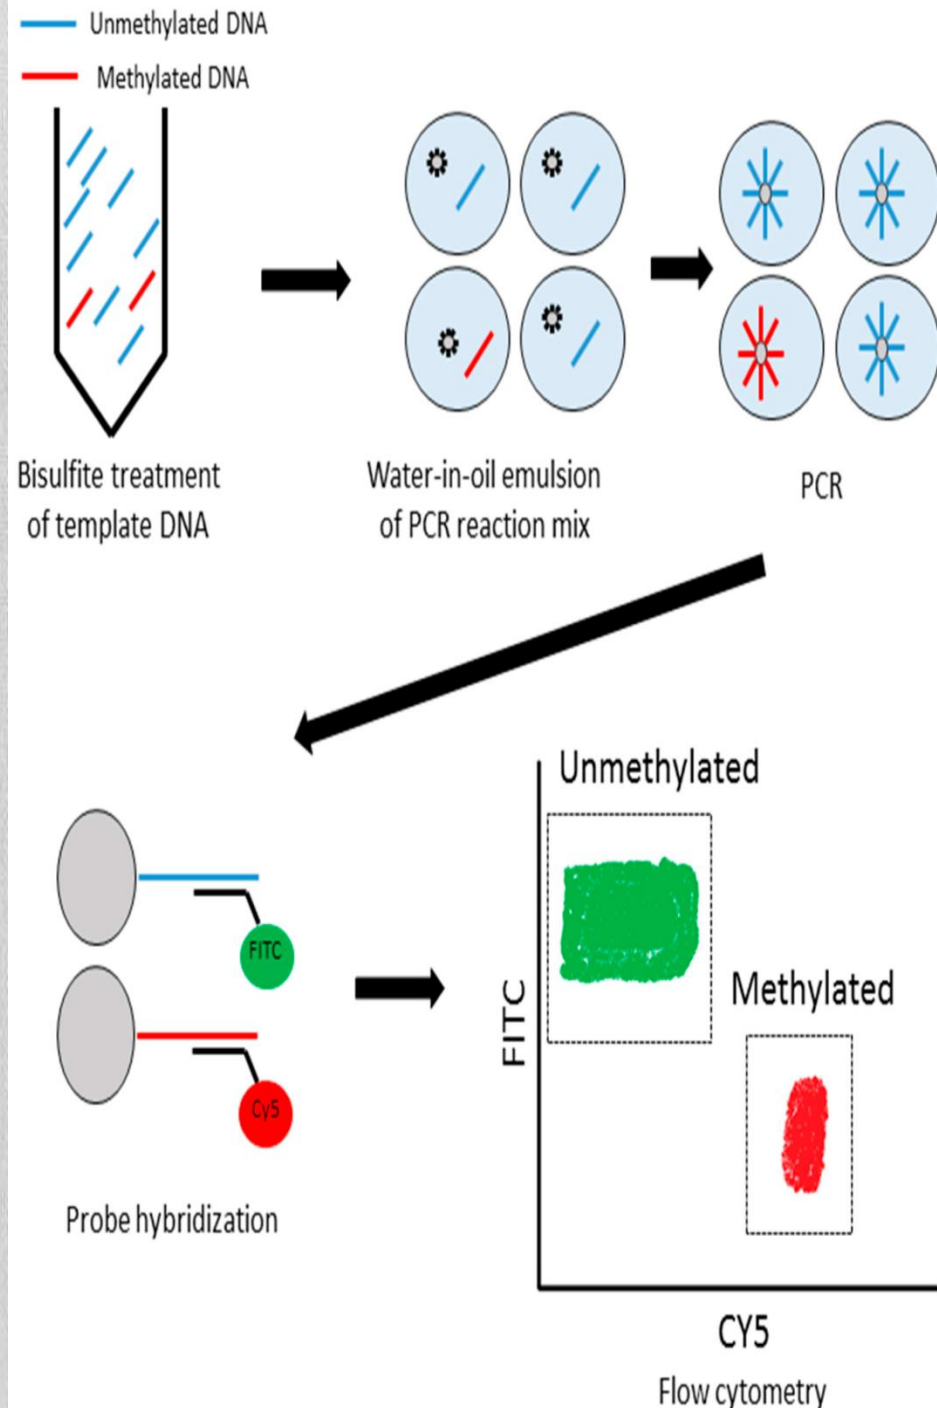 Unmethylated DNA
Methylated DNA
Bisulfite treatment
of template DNA
Water-in-oil emulsion
of PCR reaction mix
PCR
FITC
Cy5
Probe hybridization
Unmethylated
Methylated
FITC
CY5
Flow cytometry